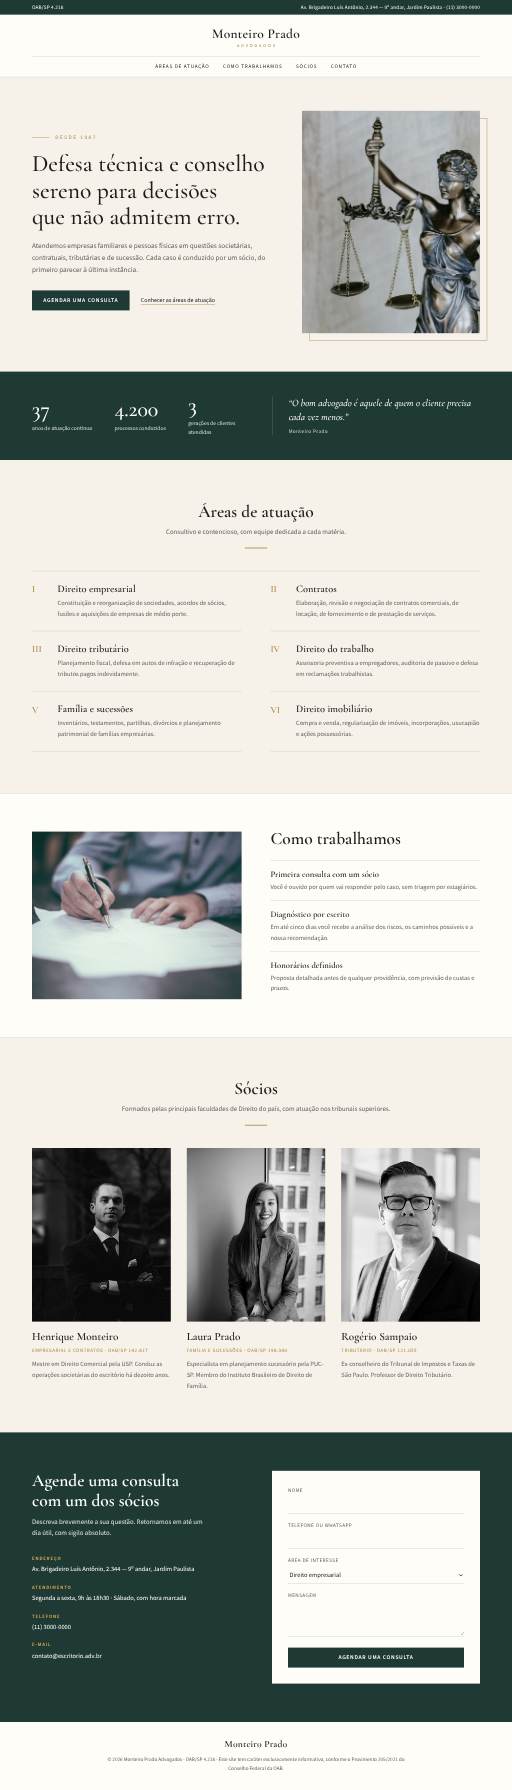 OAB/SP 4.218
Av. Brigadeiro Luís Antônio, 2.344 — 9º andar, Jardim Paulista · (11) 3000-0000
Monteiro Prado
ADVOGADOS
ÁREAS DE ATUAÇÃO COMO TRABALHAMOS SÓCIOS CONTATO
DESDE 1987
Defesa técnica e conselho
sereno para decisões
que não admitem erro.
Atendemos empresas familiares e pessoas físicas em questões societárias,
contratuais, tributárias e de sucessão. Cada caso é conduzido por um sócio, do
primeiro parecer à última instância.
AGENDAR UMA CONSULTA
Conhecer as áreas de atuação
37
anos de atuação contínua
4.200
processos conduzidos
3
gerações de clientes
atendidas
“O bom advogado é aquele de quem o cliente precisa
cada vez menos.”
Monteiro Prado
Áreas de atuação
Consultivo e contencioso, com equipe dedicada a cada matéria.
I
Direito empresarial
Constituição e reorganização de sociedades, acordos de sócios,
fusões e aquisições de empresas de médio porte.
II
Contratos
Elaboração, revisão e negociação de contratos comerciais, de
locação, de fornecimento e de prestação de serviços.
III
Direito tributário
Planejamento fiscal, defesa em autos de infração e recuperação de
tributos pagos indevidamente.
IV
Direito do trabalho
Assessoria preventiva a empregadores, auditoria de passivo e defesa
em reclamações trabalhistas.
V
Família e sucessões
Inventários, testamentos, partilhas, divórcios e planejamento
patrimonial de famílias empresárias.
VI
Direito imobiliário
Compra e venda, regularização de imóveis, incorporações, usucapião
e ações possessórias.
Como trabalhamos
Primeira consulta com um sócio
Você é ouvido por quem vai responder pelo caso, sem triagem por estagiários.
Diagnóstico por escrito
Em até cinco dias você recebe a análise dos riscos, os caminhos possíveis e a
nossa recomendação.
Honorários definidos
Proposta detalhada antes de qualquer providência, com previsão de custas e
prazos.
Sócios
Formados pelas principais faculdades de Direito do país, com atuação nos tribunais superiores.
Henrique Monteiro
EMPRESARIAL E CONTRATOS · OAB/SP
Mestre em Direito Comercial pela USP. Conduz as
operações societárias do escritório há dezoito anos.
Laura Prado
FAMÍLIA E SUCESSÕES · OAB/SP
Especialista em planejamento sucessório pela PUC-
SP. Membro do Instituto Brasileiro de Direito de
Família.
Rogério Sampaio
TRIBUTÁRIO · OAB/SP
Ex-conselheiro do Tribunal de Impostos e Taxas de
São Paulo. Professor de Direito Tributário.
Agende uma consulta
com um dos sócios
Descreva brevemente a sua questão. Retornamos em até um
dia útil, com sigilo absoluto.
ENDEREÇO
Av. Brigadeiro Luís Antônio, 2.344 — 9º andar, Jardim Paulista
ATENDIMENTO
Segunda a sexta, 9h às 18h30 · Sábado, com hora marcada
TELEFONE
(11) 3000-0000
E-MAIL
contato@escritorio.adv.br
NOME
TELEFONE OU WHATSAPP
ÁREA DE INTERESSE
Direito empresarial
MENSAGEM
AGENDAR UMA CONSULTA
Monteiro Prado
© 2026 Monteiro Prado Advogados · OAB/SP 4.218 · Este site tem caráter exclusivamente informativo, conforme o Provimento 205/2021 do
Conselho Federal da OAB.